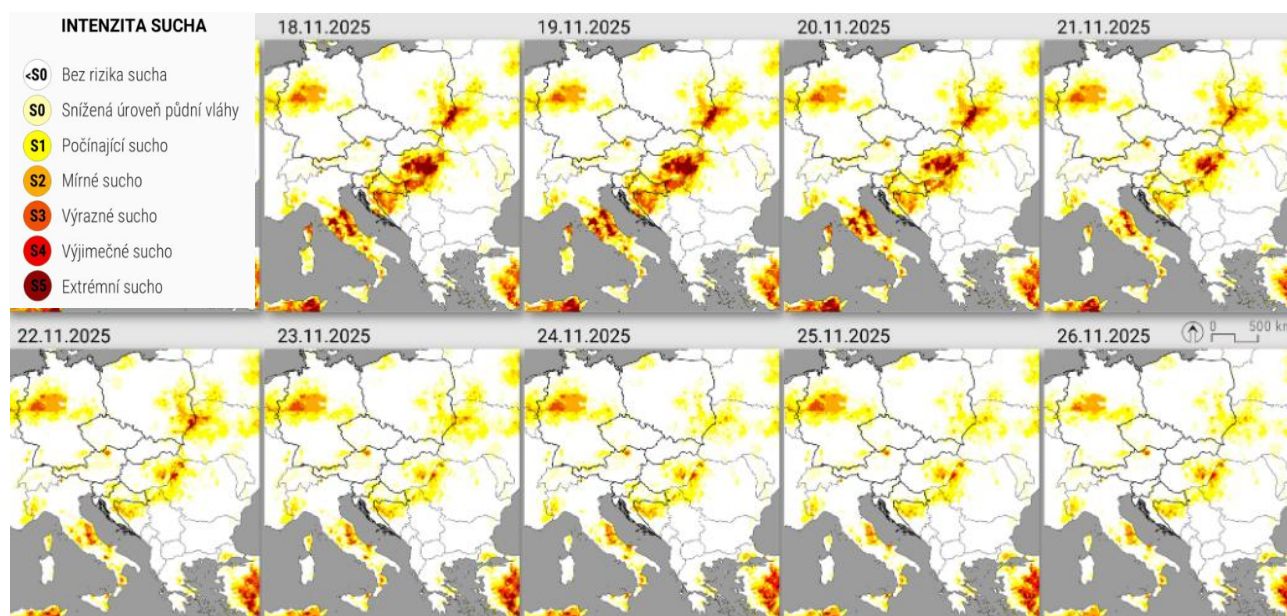 INTENZITA SUCHA
<S0 Bez rizika sucha
S0 Snížená úroveň půdní vláhy
S1 Počínající sucho
S2 Mírné sucho
S3 Výrazné sucho
S4 Výjimečné sucho
S5 Extrémní sucho
18.11.2025
19.11.2025
20.11.2025
21.11.2025
22.11.2025
23.11.2025
24.11.2025
25.11.2025
26.11.2025
0 500 km